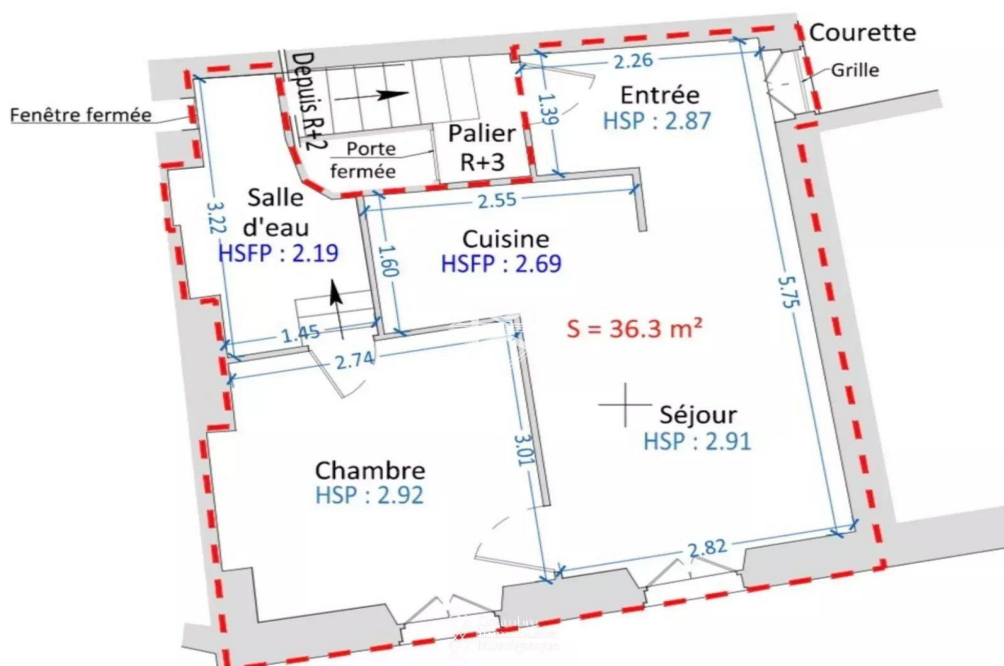 Courette
Grille
Fenêtre fermée
Depuis R+2
2.26
Entrée
HSP : 2.87
1.39
Palier
R+3
Porte
fermée
Salle
d'eau
HSFP : 2.19
3.22
2.55
Cuisine
HSFP : 2.69
1.60
5.75
S = 36.3 m²
1.45
2.74
Séjour
HSP : 2.91
3.01
Chambre
HSP : 2.92
2.82